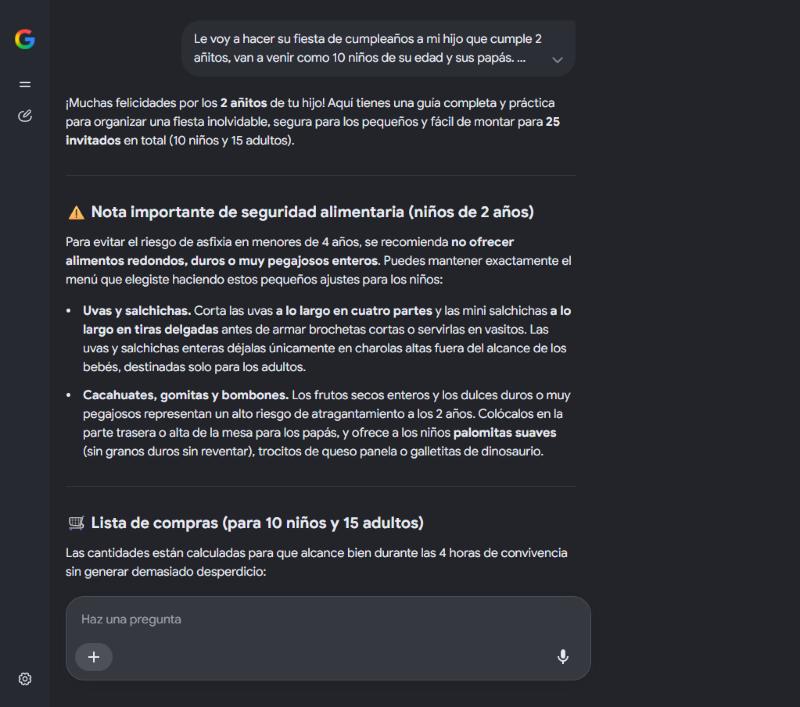 Le voy a hacer su fiesta de cumpleaños a mi hijo que cumple 2
añitos, van a venir como 10 niños de su edad y sus papás. ...
¡Muchas felicidades por los 2 añitos de tu hijo! Aquí tienes una guía completa y práctica
para organizar una fiesta inolvidable, segura para los pequeños y fácil de montar para 25
invitados en total (10 niños y 15 adultos).
Nota importante de seguridad alimentaria (niños de 2 años)
Para evitar el riesgo de asfixia en menores de 4 años, se recomienda no ofrecer
alimentos redondos, duros o muy pegajosos enteros. Puedes mantener exactamente el
menú que elegiste haciendo estos pequeños ajustes para los niños:
• Uvas y salchichas. Corta las uvas a lo largo en cuatro partes y las mini salchichas a lo
largo en tiras delgadas antes de armar brochetas cortas o servirlas en vasitos. Las
uvas y salchichas enteras déjalas únicamente en charolas altas fuera del alcance de los
bebés, destinadas solo para los adultos.
• Cacahuates, gomitas y bombones. Los frutos secos enteros y los dulces duros o muy
pegajosos representan un alto riesgo de atragantamiento a los 2 años. Colócalos en la
parte trasera o alta de la mesa para los papás, y ofrece a los niños palomitas suaves
(sin granos duros sin reventar), trocitos de queso panela o galletitas de dinosaurio.
Lista de compras (para 10 niños y 15 adultos)
Las cantidades están calculadas para que alcance bien durante las 4 horas de convivencia
sin generar demasiado desperdicio:
Haz una pregunta